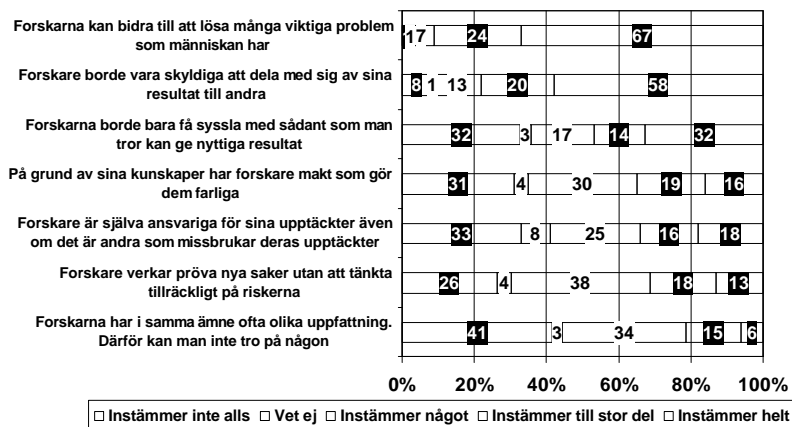 Forskarna kan bidra till att lösa många viktiga problem
som människan har
1 7 24 67
Forskare borde vara skyldiga att dela med sig av sina
resultat till andra
8 1 13 20 58
Forskarna borde bara få syssla med sådant som man
tror kan ge nyttiga resultat
32 3 17 14 32
På grund av sina kunskaper har forskare makt som gör
dem farliga
31 4 30 19 16
Forskare är själva ansvariga för sina upptäckter även
om det är andra som missbrukar deras upptäckter
33 8 25 16 18
Forskare verkar pröva nya saker utan att tänkta
tillräckligt på riskerna
26 4 38 18 13
Forskarna har i samma ämne ofta olika uppfattning.
Därför kan man inte tro på någon
41 3 34 15 6
0% 20% 40% 60% 80% 100%
Instämmer inte alls Vet ej Instämmer något Instämmer till stor del Instämmer helt